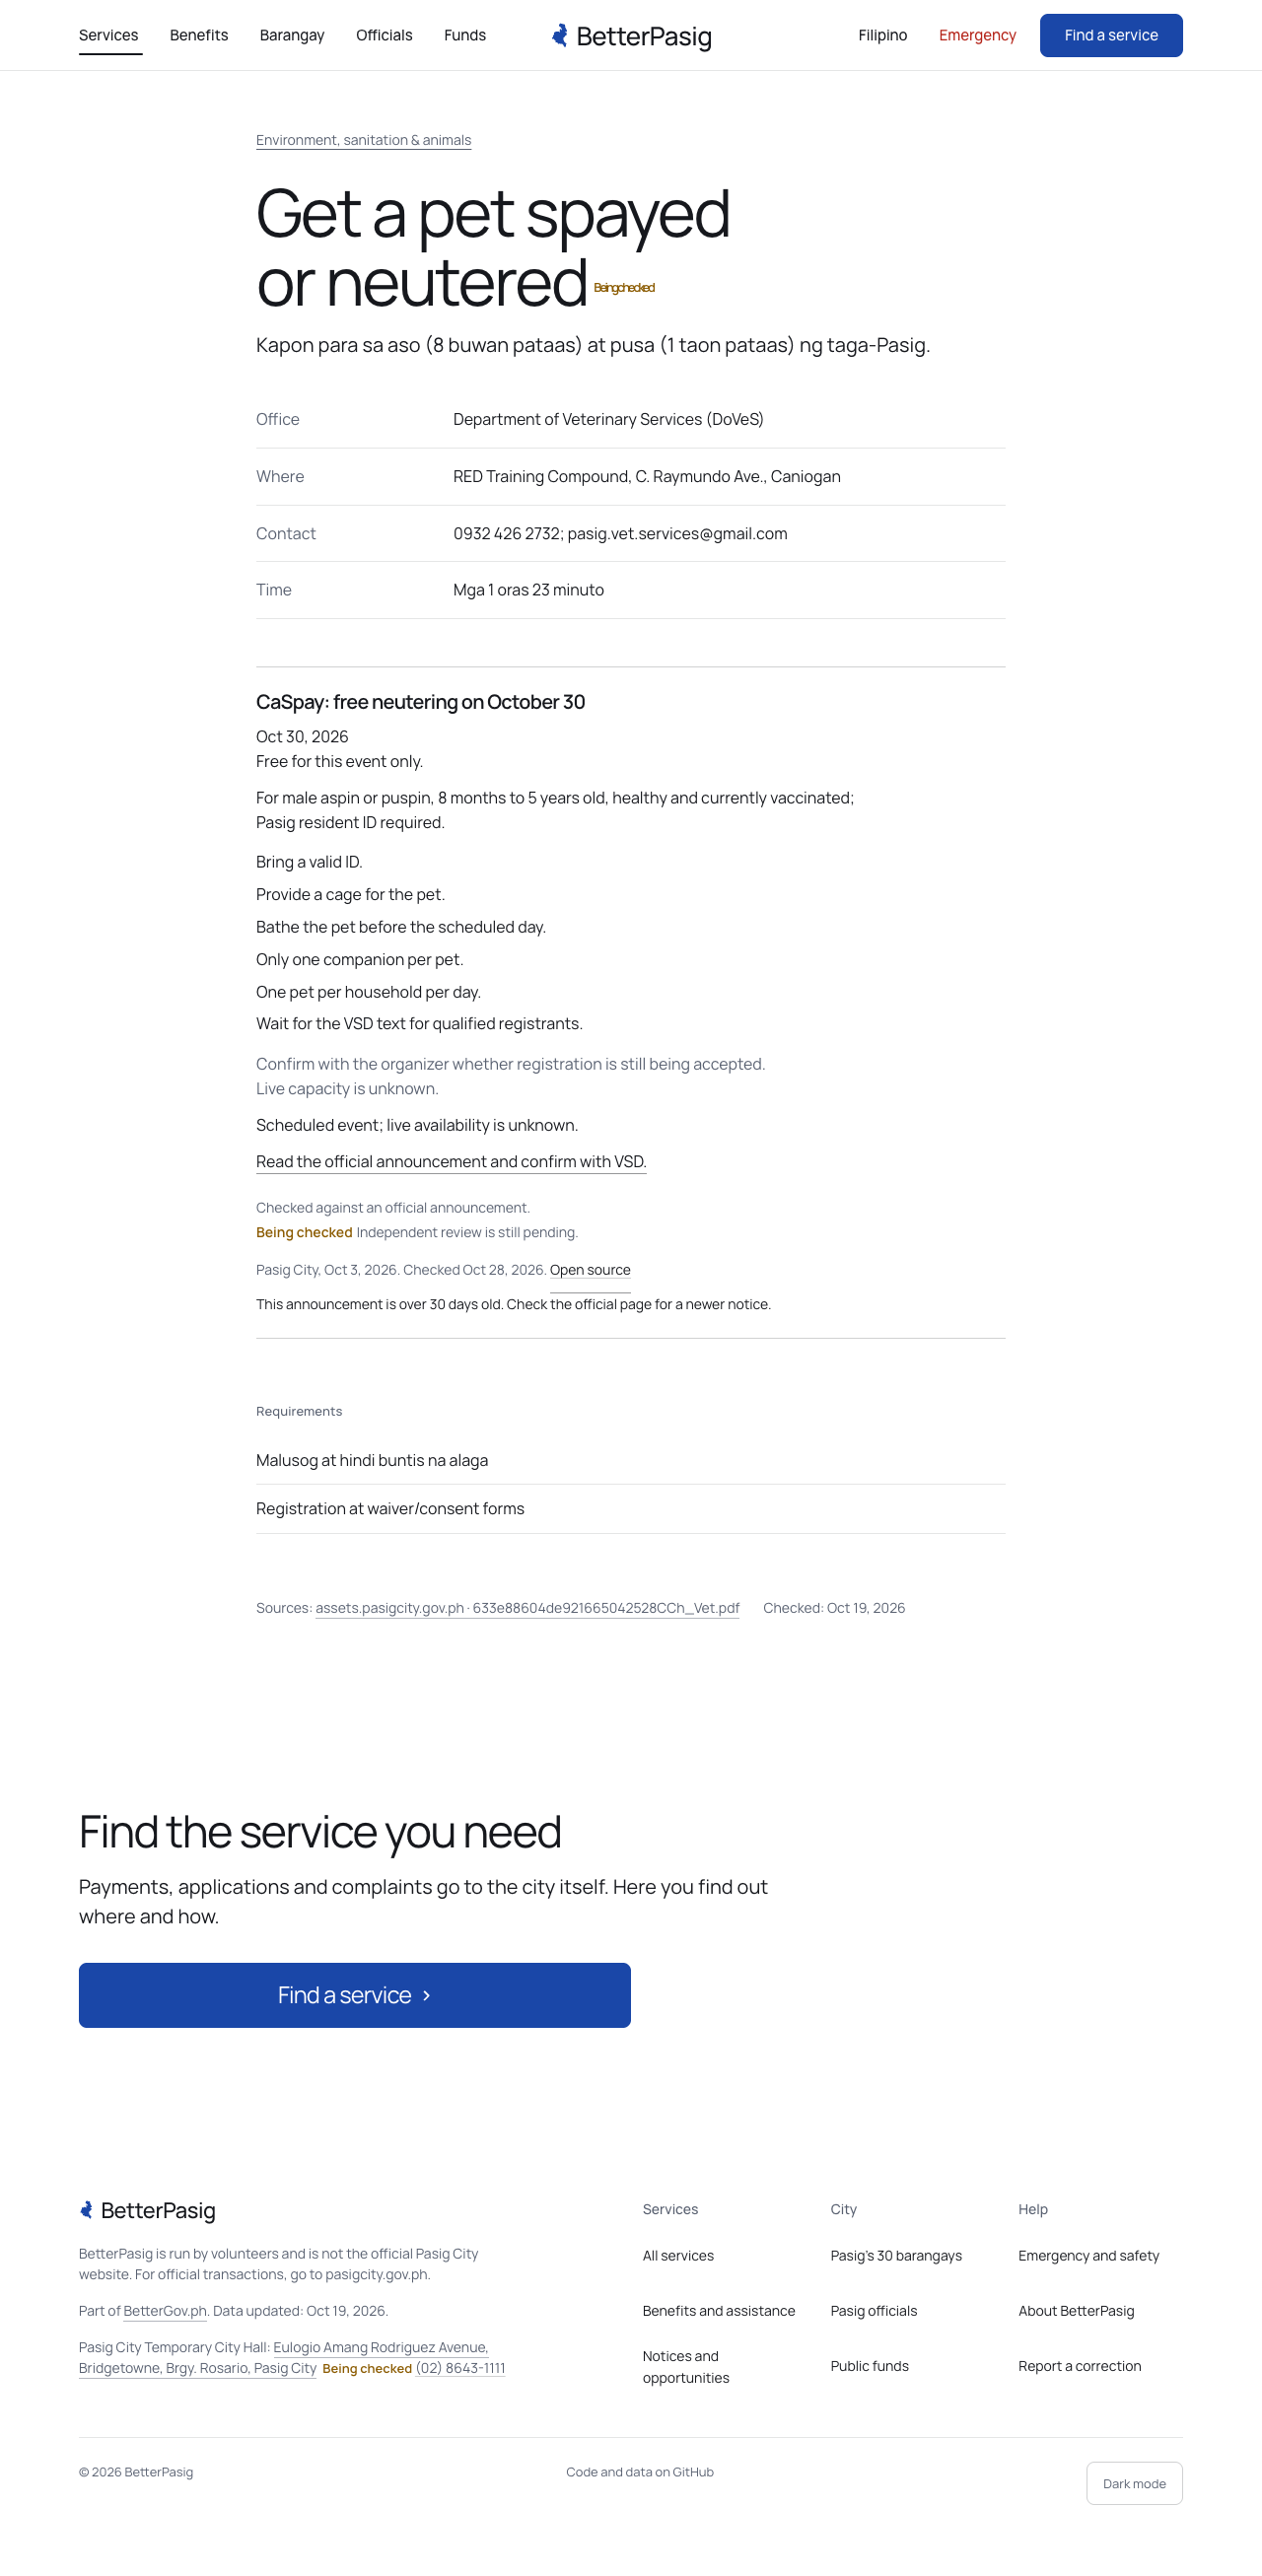 Services Benefits Barangay Officials Funds BetterPasig Filipino Emergency Find a service
Environment, sanitation & animals
Get a pet spayed
or neutered Being checked
Kapon para sa aso (8 buwan pataas) at pusa (1 taon pataas) ng taga-Pasig.
Office Department of Veterinary Services (DoVeS)
Where RED Training Compound, C. Raymundo Ave., Caniogan
Contact 0932 426 2732; pasig.vet.services@gmail.com
Time Mga 1 oras 23 minuto
CaSpay: free neutering on October 30
Oct 30, 2026
Free for this event only.
For male aspin or puspin, 8 months to 5 years old, healthy and currently vaccinated;
Pasig resident ID required.
Bring a valid ID.
Provide a cage for the pet.
Bathe the pet before the scheduled day.
Only one companion per pet.
One pet per household per day.
Wait for the VSD text for qualified registrants.
Confirm with the organizer whether registration is still being accepted.
Live capacity is unknown.
Scheduled event; live availability is unknown.
Read the official announcement and confirm with VSD.
Checked against an official announcement.
Being checked Independent review is still pending.
Pasig City, Oct 3, 2026. Checked Oct 28, 2026. Open source
This announcement is over 30 days old. Check the official page for a newer notice.
Requirements
Malusog at hindi buntis na alaga
Registration at waiver/consent forms
Sources: assets.pasigcity.gov.ph · 633e88604de921665042528CCh_Vet.pdf Checked: Oct 19, 2026
Find the service you need
Payments, applications and complaints go to the city itself. Here you find out
where and how.
Find a service ›
BetterPasig
BetterPasig is run by volunteers and is not the official Pasig City
website. For official transactions, go to pasigcity.gov.ph.
Part of BetterGov.ph. Data updated: Oct 19, 2026.
Pasig City Temporary City Hall: Eulogio Amang Rodriguez Avenue,
Bridgetowne, Brgy. Rosario, Pasig City Being checked (02) 8643-1111
Services
All services
Benefits and assistance
Notices and
opportunities
City
Pasig's 30 barangays
Pasig officials
Public funds
Help
Emergency and safety
About BetterPasig
Report a correction
© 2026 BetterPasig Code and data on GitHub Dark mode